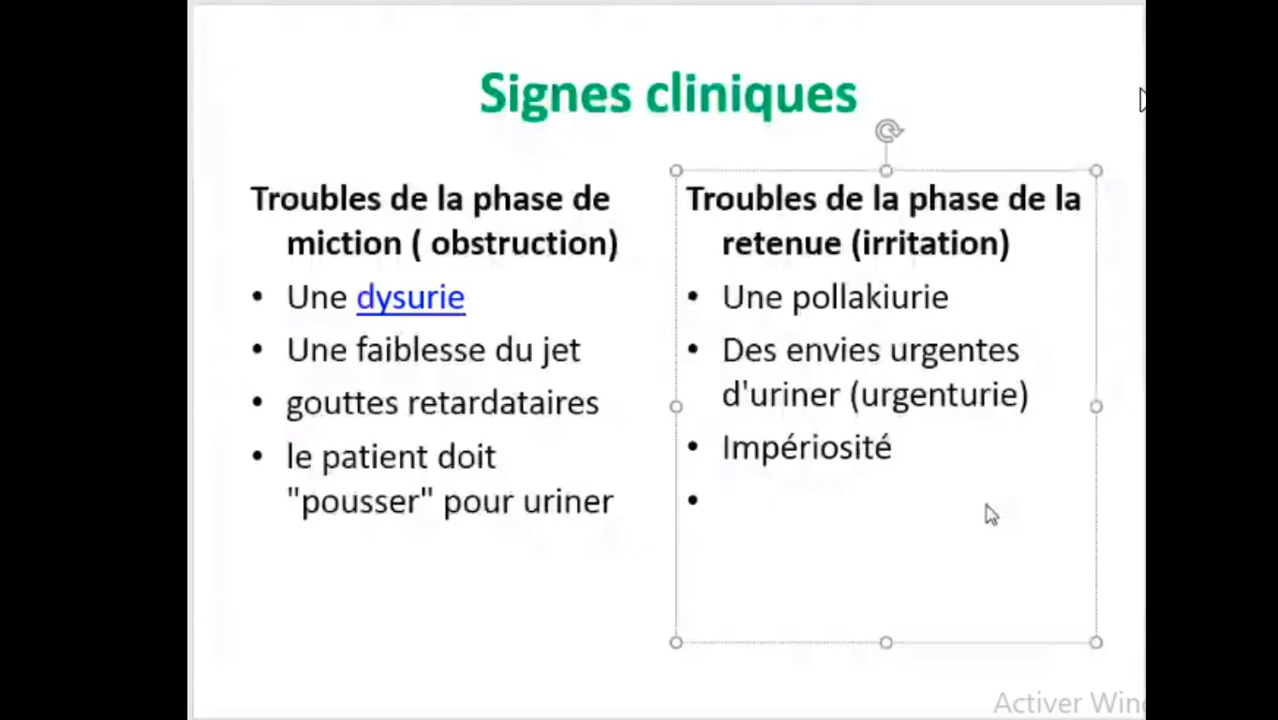 Signes cliniques
Troubles de la phase de
miction ( obstruction)
• Une dysurie
• Une faiblesse du jet
• gouttes retardataires
• le patient doit
"pousser" pour uriner
Troubles de la phase de la
retenue (irritation)
• Une pollakiurie
• Des envies urgentes
d'uriner (urgenturie)
• Impériosité
•
Activer Win